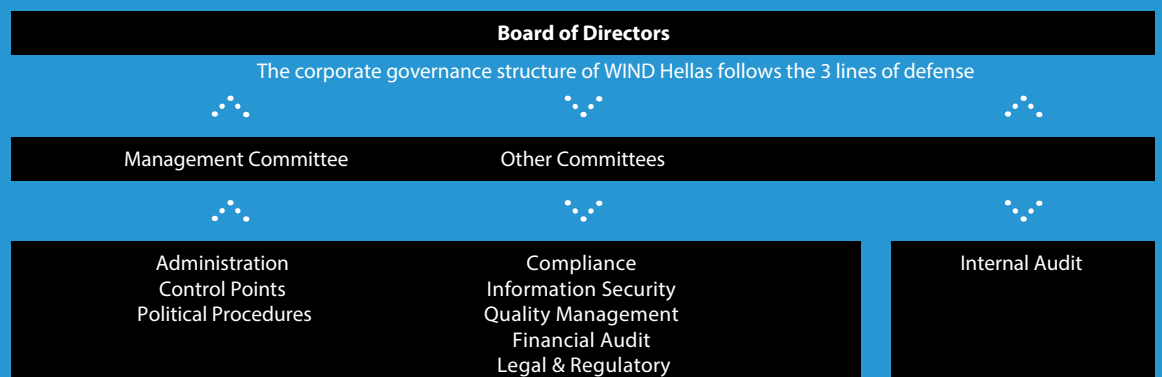 Board of Directors
The corporate governance structure of WIND Hellas follows the 3 lines of defense
Management Committee
Other Committees
Administration
Control Points
Political Procedures
Compliance
Information Security
Quality Management
Financial Audit
Legal & Regulatory
Internal Audit